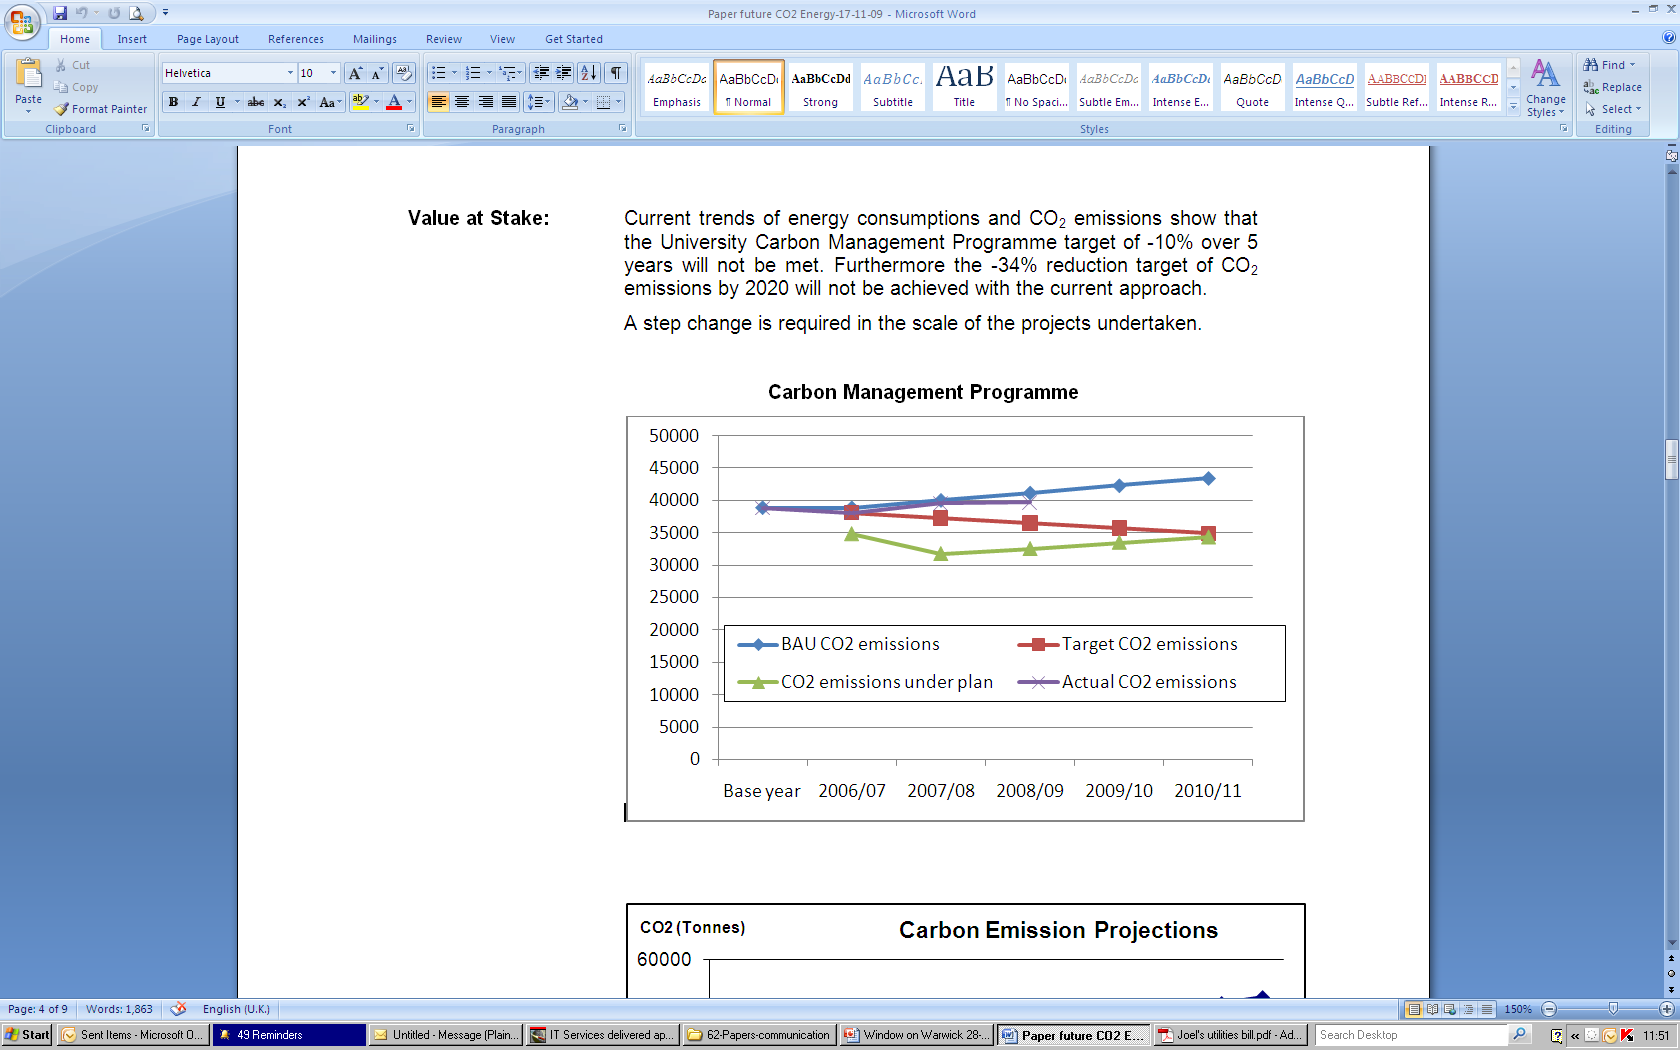 Paper future CO2 Energy-17-11-09 - Microsoft Word
Home Insert Page Layout References Mailings Review View Get Started
Paste
Cut
Copy
Format Painter
Clipboard
Helvetica 10
B I U abe x₂ x² Aa
Font
Paragraph
AaBbCcDc AaBbCcDc AaBbCcDd AaBbCc. AaB AaBbCcDc AaBbCcDc AaBbCcDc AaBbCcD AaBbCcD AABBCCDI AABBCCD
Emphasis ¶ Normal Strong Subtitle Title ¶ No Spaci... Subtle Em... Intense E... Quote Intense Q... Subtle Ref... Intense R...
Change Styles
Styles
Find
Replace
Select
Editing
Value at Stake:
Current trends of energy consumptions and CO₂ emissions show that
the University Carbon Management Programme target of -10% over 5
years will not be met. Furthermore the -34% reduction target of CO₂
emissions by 2020 will not be achieved with the current approach.
A step change is required in the scale of the projects undertaken.
Carbon Management Programme
50000
45000
40000
35000
30000
25000
20000
15000
10000
5000
0
BAU CO2 emissions Target CO2 emissions
CO2 emissions under plan Actual CO2 emissions
Base year 2006/07 2007/08 2008/09 2009/10 2010/11
CO2 (Tonnes) Carbon Emission Projections
60000
Page: 4 of 9 Words: 1,863 English (U.K.) 150%
Start Sent Items - Microsoft O... 49 Reminders Untitled - Message (Plain... IT Services delivered ap... 62-Papers-communication Window on Warwick 28-... Paper future CO2 E... Joel's utilities bill.pdf - Ad... Search Desktop 11:51